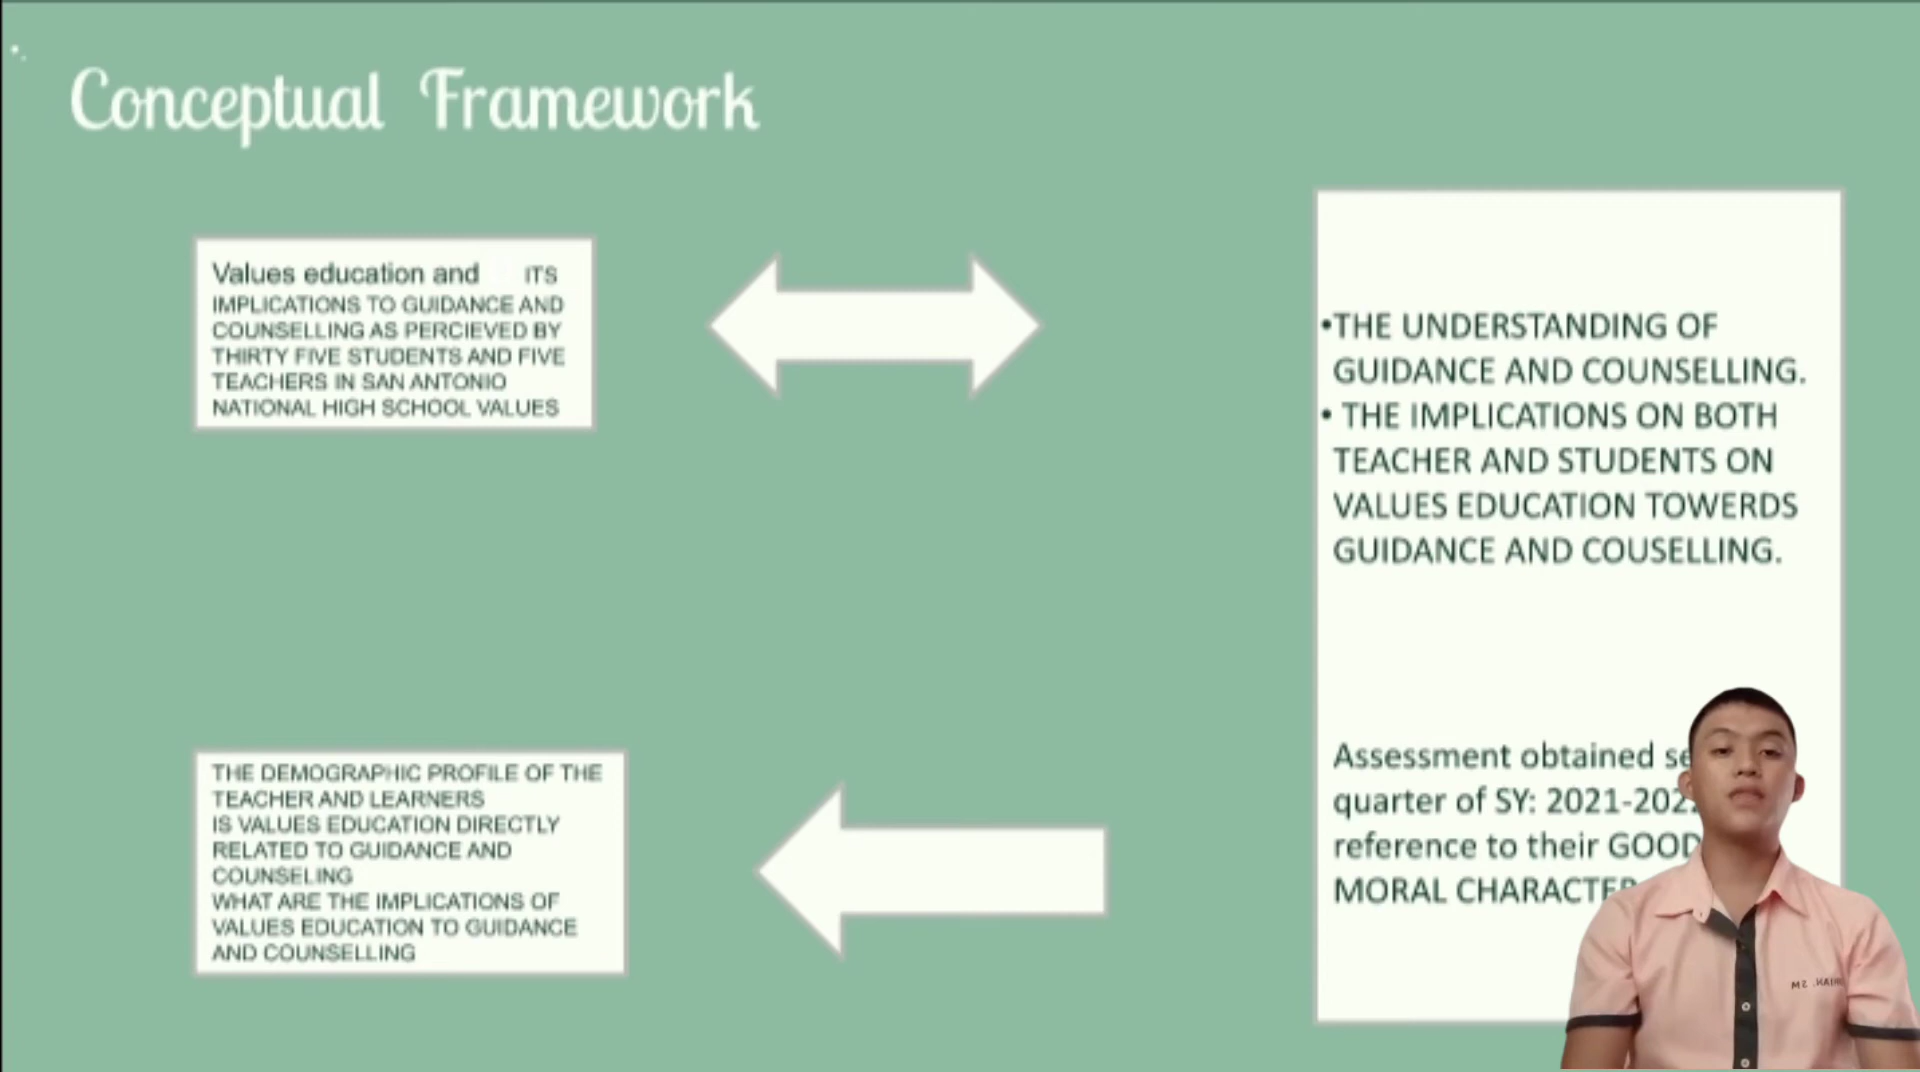 Conceptual Framework
Values education and ITS
IMPLICATIONS TO GUIDANCE AND
COUNSELLING AS PERCIEVED BY
THIRTY FIVE STUDENTS AND FIVE
TEACHERS IN SAN ANTONIO
NATIONAL HIGH SCHOOL VALUES
THE DEMOGRAPHIC PROFILE OF THE
TEACHER AND LEARNERS
IS VALUES EDUCATION DIRECTLY
RELATED TO GUIDANCE AND
COUNSELING
WHAT ARE THE IMPLICATIONS OF
VALUES EDUCATION TO GUIDANCE
AND COUNSELLING
•THE UNDERSTANDING OF
GUIDANCE AND COUNSELLING.
• THE IMPLICATIONS ON BOTH
TEACHER AND STUDENTS ON
VALUES EDUCATION TOWERDS
GUIDANCE AND COUSELLING.
Assessment obtained
quarter of SY:
reference to their GOOD
MORAL